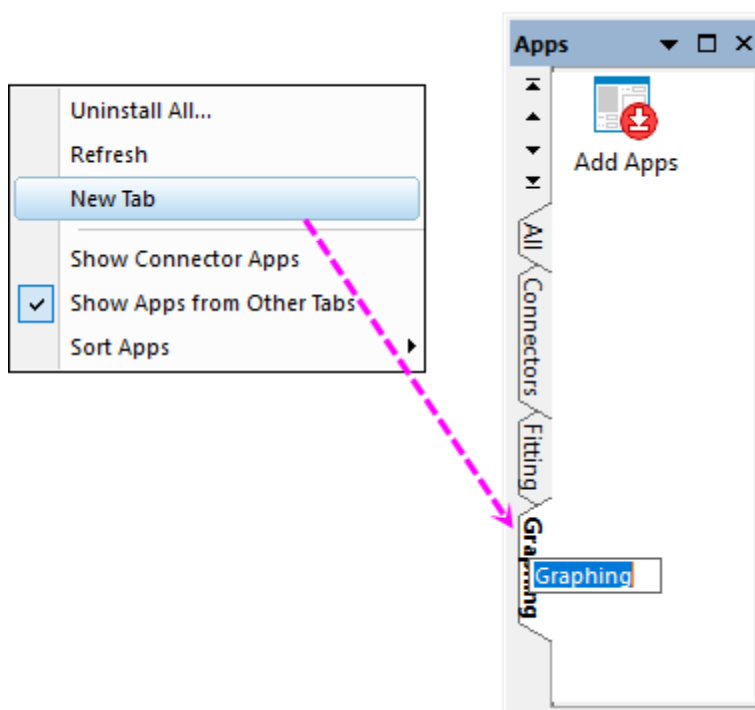 Uninstall All...
Refresh
New Tab
Show Connector Apps
Show Apps from Other Tabs
Sort Apps
Apps
Add Apps
All
Connectors
Fitting
Graphing
Graphing